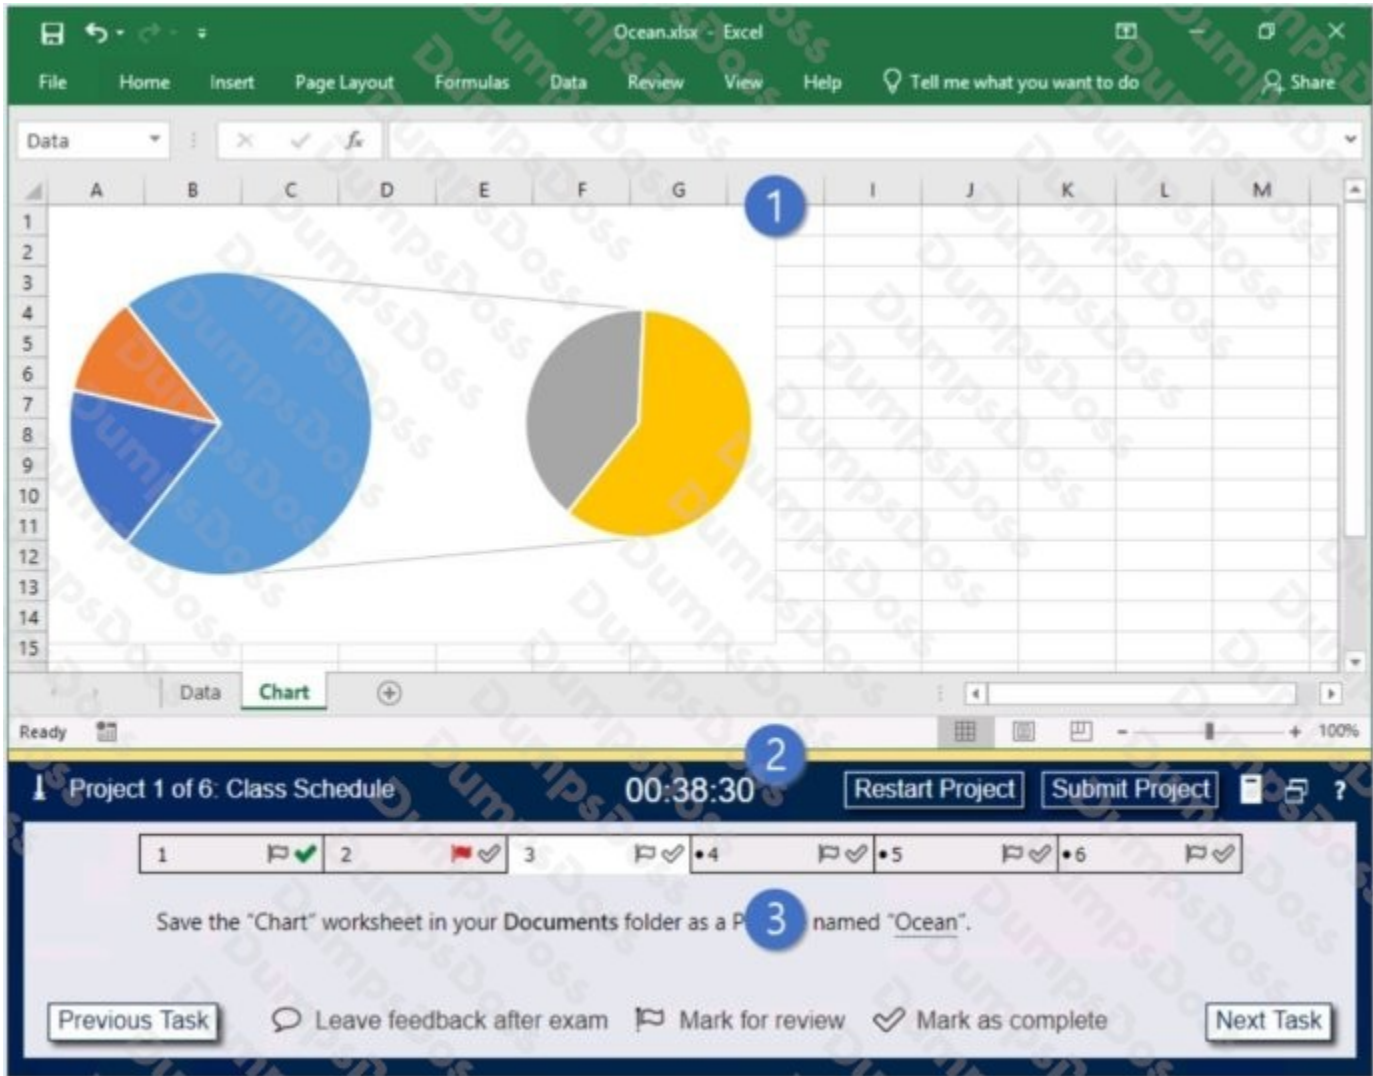 Ocean.xlsx - Excel
File Home Insert Page Layout Formulas Data Review View Help Tell me what you want to do Share
Data fx
A B C D E F G I J K L M
1
1
2
3
4
5
6
7
8
9
10
11
12
13
14
15
Data Chart
Ready 100%
2
Project 1 of 6: Class Schedule 00:38:30 Restart Project Submit Project ?
1 2 3 •4 •5 •6
Save the "Chart" worksheet in your Documents folder as a P 3 named "Ocean".
Previous Task Leave feedback after exam Mark for review Mark as complete Next Task
DumpsDoss